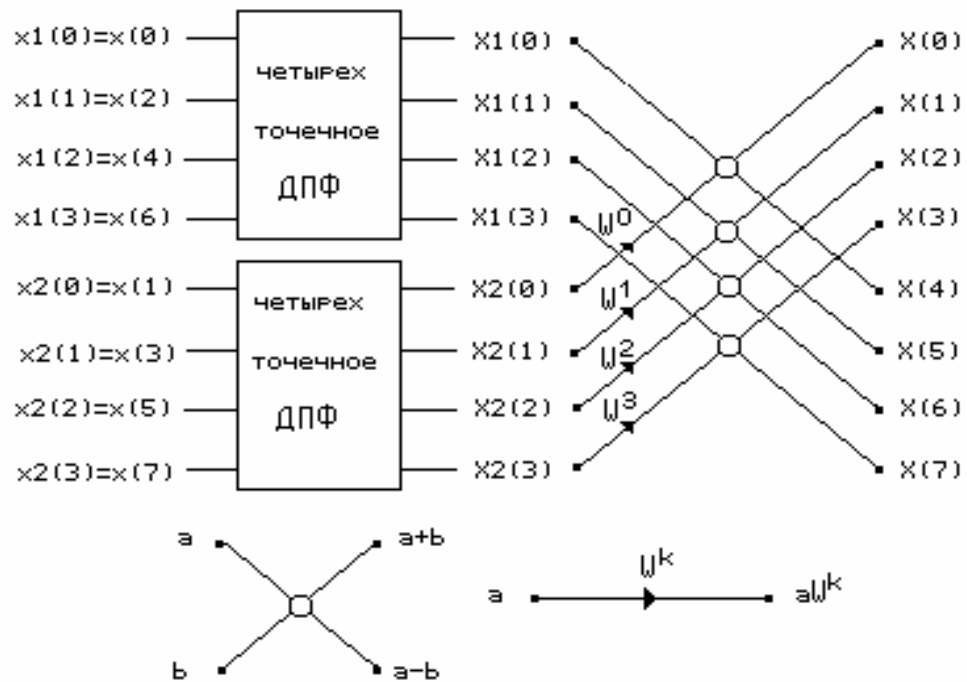 x1(0)=x(0) X1(0) X(0)
четырех
x1(1)=x(2) X1(1) X(1)
точечное
x1(2)=x(4) X1(2) X(2)
ДПФ
x1(3)=x(6) X1(3) X(3)
W⁰
x2(0)=x(1) X2(0) X(4)
четырех
W¹
x2(1)=x(3) X2(1) X(5)
точечное
W²
x2(2)=x(5) X2(2) X(6)
ДПФ
W³
x2(3)=x(7) X2(3) X(7)
a a+b
Wᵏ
a aWᵏ
b a-b